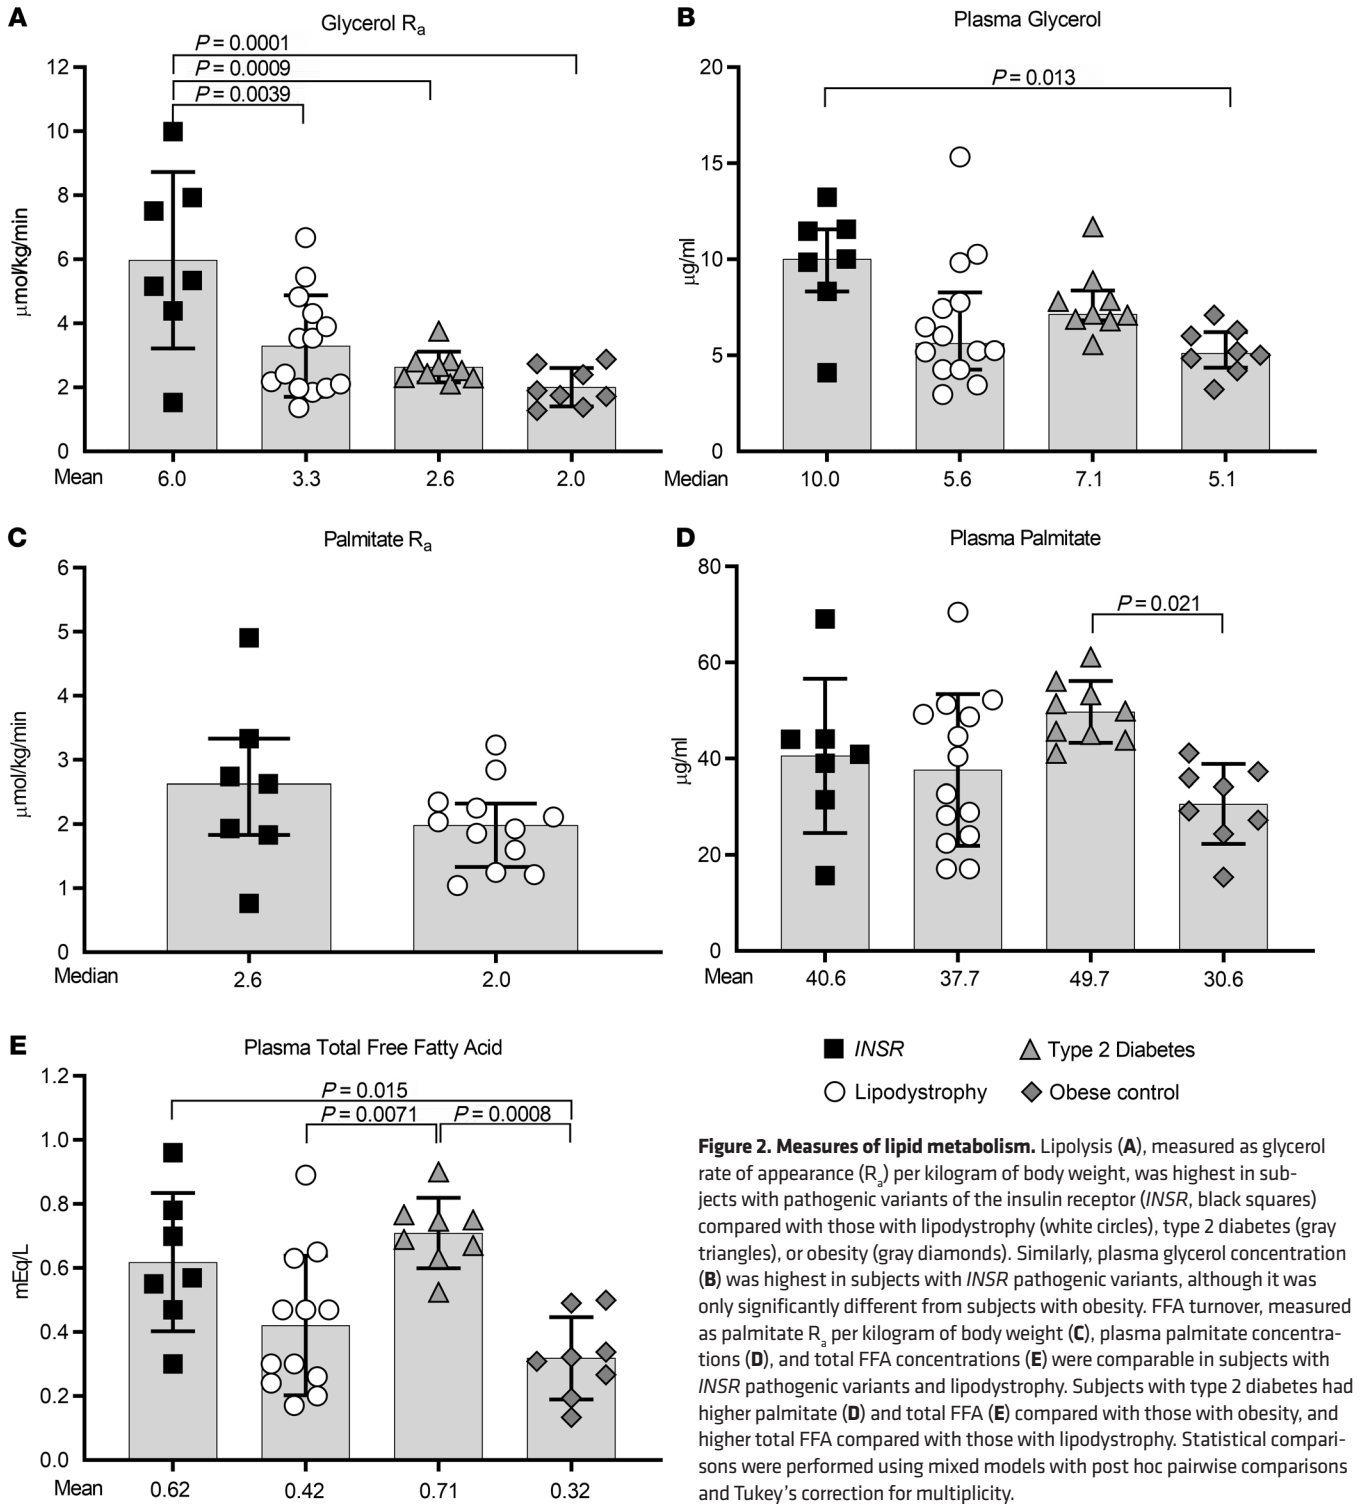 A
Glycerol Ra
P = 0.0001
P = 0.0009
P = 0.0039
12
10
8
6
4
2
0
µmol/kg/min
Mean 6.0 3.3 2.6 2.0
B
Plasma Glycerol
P = 0.013
20
15
10
5
0
µg/ml
Median 10.0 5.6 7.1 5.1
C
Palmitate Ra
6
5
4
3
2
1
0
µmol/kg/min
Median 2.6 2.0
D
Plasma Palmitate
P = 0.021
80
60
40
20
0
µg/ml
Mean 40.6 37.7 49.7 30.6
E
Plasma Total Free Fatty Acid
P = 0.015
P = 0.0071 P = 0.0008
1.2
1.0
0.8
0.6
0.4
0.2
0.0
mEq/L
Mean 0.62 0.42 0.71 0.32
INSR Type 2 Diabetes
Lipodystrophy Obese control
Figure 2. Measures of lipid metabolism. Lipolysis (A), measured as glycerol
rate of appearance (Ra) per kilogram of body weight, was highest in sub-
jects with pathogenic variants of the insulin receptor (INSR, black squares)
compared with those with lipodystrophy (white circles), type 2 diabetes (gray
triangles), or obesity (gray diamonds). Similarly, plasma glycerol concentration
(B) was highest in subjects with INSR pathogenic variants, although it was
only significantly different from subjects with obesity. FFA turnover, measured
as palmitate Ra per kilogram of body weight (C), plasma palmitate concentra-
tions (D), and total FFA concentrations (E) were comparable in subjects with
INSR pathogenic variants and lipodystrophy. Subjects with type 2 diabetes had
higher palmitate (D) and total FFA (E) compared with those with obesity, and
higher total FFA compared with those with lipodystrophy. Statistical compari-
sons were performed using mixed models with post hoc pairwise comparisons
and Tukey's correction for multiplicity.